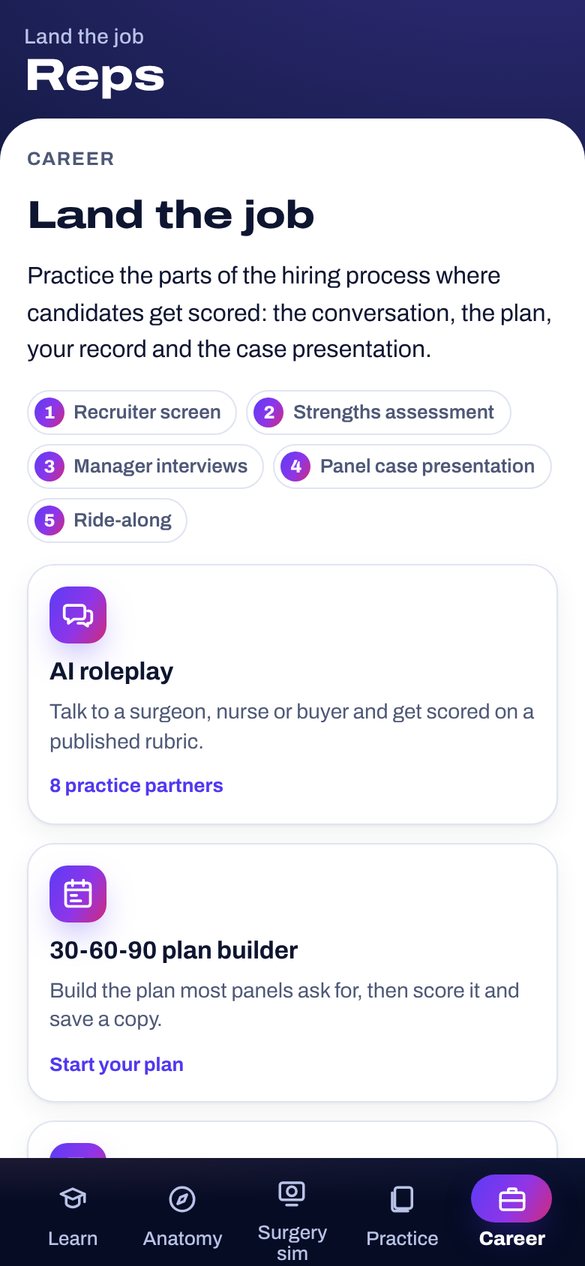 Land the job
Reps
CAREER
Land the job
Practice the parts of the hiring process where
candidates get scored: the conversation, the plan,
your record and the case presentation.
1 Recruiter screen
2 Strengths assessment
3 Manager interviews
4 Panel case presentation
5 Ride-along
AI roleplay
Talk to a surgeon, nurse or buyer and get scored on a
published rubric.
8 practice partners
30-60-90 plan builder
Build the plan most panels ask for, then score it and
save a copy.
Start your plan
Learn
Anatomy
Surgery
sim
Practice
Career